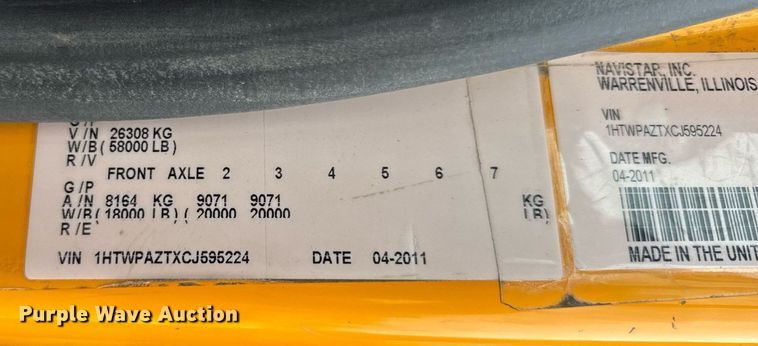 V/N 26308 KG
W/B (58000 LB)
R/V
FRONT AXLE 2 3 4 5 6 7
G/P
A/N 8164 KG 9071 9071 KG
W/B (18000 LB) ( 20000 20000 LB)
R/E
VIN 1HTWPAZTXCJ595224 DATE 04-2011
NAVISTAR, INC.
WARRENVILLE, ILLINOIS
VIN
1HTWPAZTXCJ595224
DATE MFG.
04-2011
MADE IN THE UNIT
Purple Wave Auction